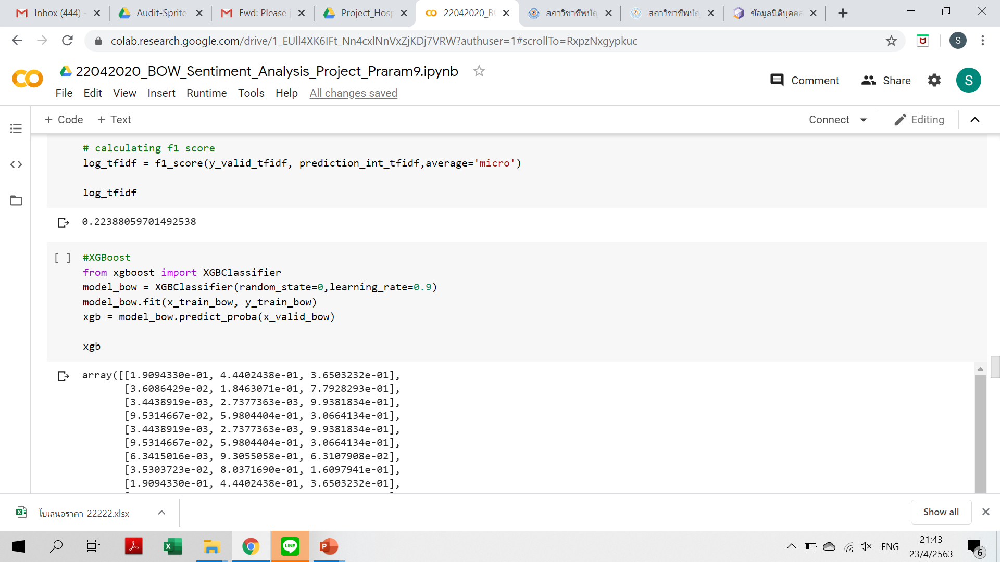 Inbox (444) -
Audit-Sprite
Fwd: Please
Project_Hosp
22042020_BO
สภาวิชาชีพบัญ
สภาวิชาชีพบัญ
ข้อมูลนิติบุคคล
colab.research.google.com/drive/1_EUll4XK6IFt_Nn4cxlNnVxZjKDj7VRW?authuser=1#scrollTo=RxpzNxgypkuc
S
22042020_BOW_Sentiment_Analysis_Project_Praram9.ipynb
Comment
Share
S
File Edit View Insert Runtime Tools Help All changes saved
+ Code + Text
Connect
Editing
# calculating f1 score
log_tfidf = f1_score(y_valid_tfidf, prediction_int_tfidf,average='micro')
log_tfidf
0.22388059701492538
[ ] #XGBoost
from xgboost import XGBClassifier
model_bow = XGBClassifier(random_state=0,learning_rate=0.9)
model_bow.fit(x_train_bow, y_train_bow)
xgb = model_bow.predict_proba(x_valid_bow)
xgb
array([[1.9094330e-01, 4.4402438e-01, 3.6503232e-01],
[3.6086429e-02, 1.8463071e-01, 7.7928293e-01],
[3.4438919e-03, 2.7377363e-03, 9.9381834e-01],
[9.5314667e-02, 5.9804404e-01, 3.0664134e-01],
[3.4438919e-03, 2.7377363e-03, 9.9381834e-01],
[9.5314667e-02, 5.9804404e-01, 3.0664134e-01],
[6.3415016e-03, 9.3055058e-01, 6.3107908e-02],
[3.5303723e-02, 8.0371690e-01, 1.6097941e-01],
[1.9094330e-01, 4.4402438e-01, 3.6503232e-01],
ใบเสนอราคา-22222.xlsx
Show all
LINE
ENG
21:43
23/4/2563
6